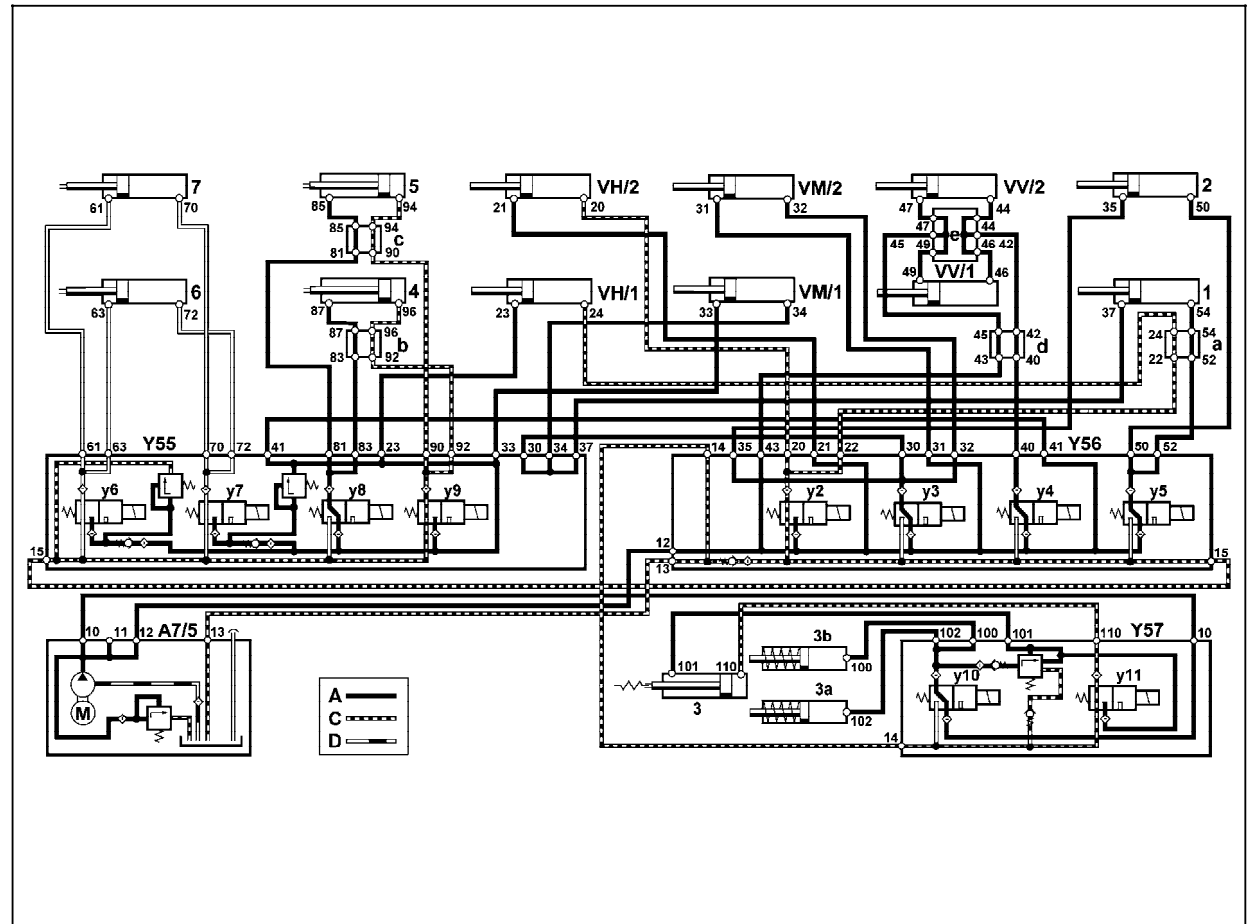 7 5 VH/2 VM/2 VV/2 2
61 70 85 94 21 20 31 32 47 44 35 50
85 94 47 44
c e
81 90 45 49 46 42
6 4 VH/1 VM/1 VV/1 1
49 46
63 72 87 96 23 24 33 34 37 54
87 96 45 42 24 54
b d a
83 92 43 40 22 52
61 63 Y55 70 72 41 81 83 23 90 92 33 30 34 37 14 35 43 20 21 22 30 31 32 40 41 Y56 50 52
y6 y7 y8 y9 y2 y3 y4 y5
15 12 13 15
10 11 12 A7/5 13 102 100 101 110 Y57 10
3b
101 110 100
y10 y11
M A 3 3a
102
C
D 14